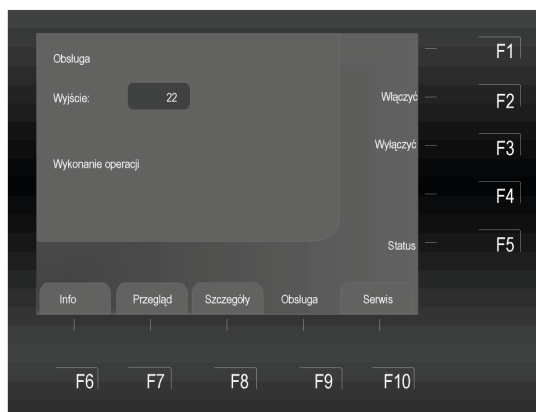 Obsługa
Wyjście: 22
Wykonanie operacji
Włączyć
Wyłączyć
Status
F1
F2
F3
F4
F5
Info Przegląd Szczegóły Obsługa Serwis
F6 F7 F8 F9 F10